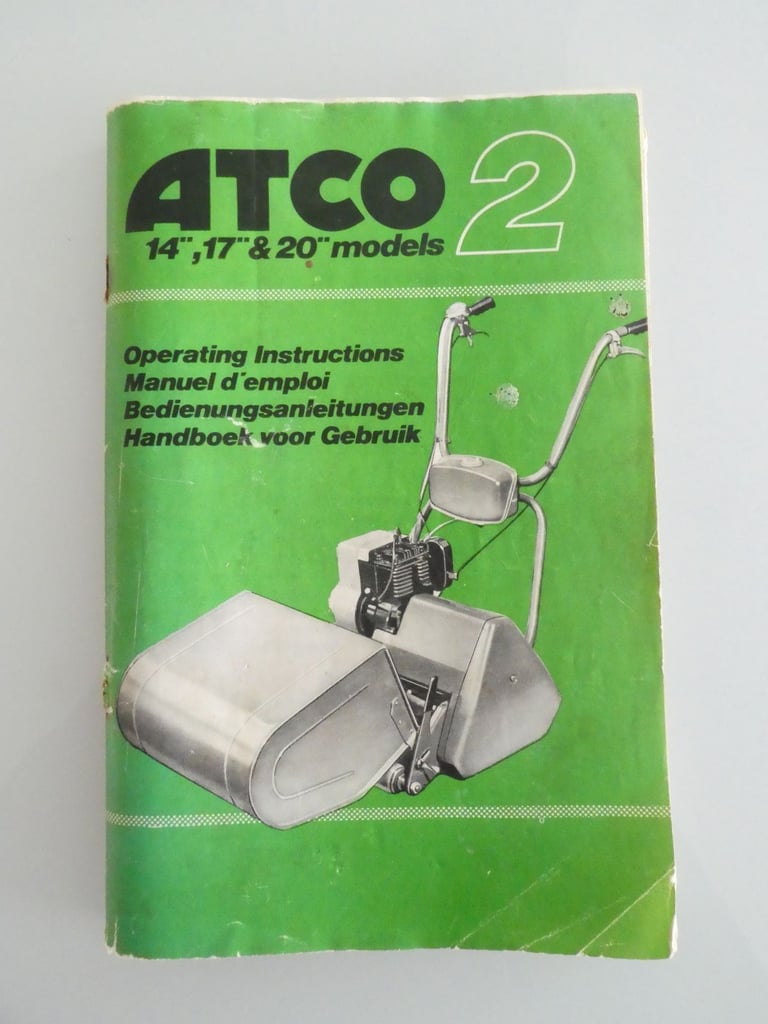 ATCO 2
14", 17" & 20" models
Operating Instructions
Manuel d'emploi
Bedienungsanleitungen
Handboek voor Gebruik